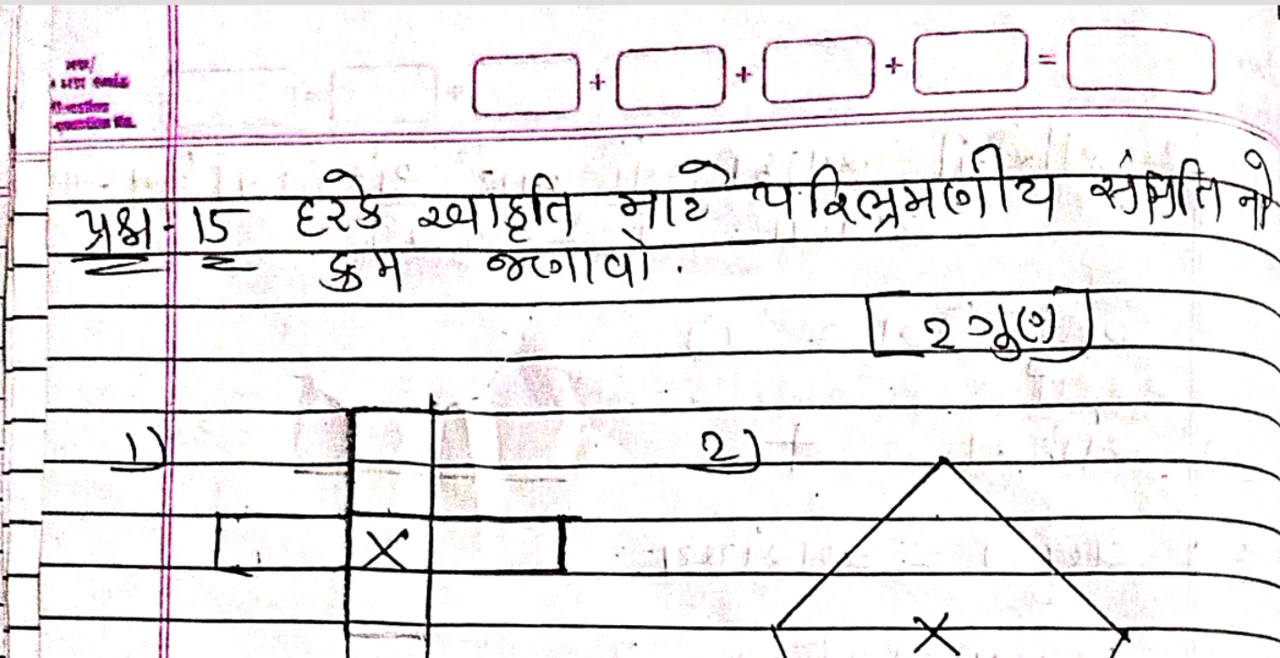 પ્રશ્ન-15 દરેક આકૃતિ માટે પરિભ્રમણીય સંમિતિ નો
ક્રમ જણાવો.
2 ગુણ
1)
2)